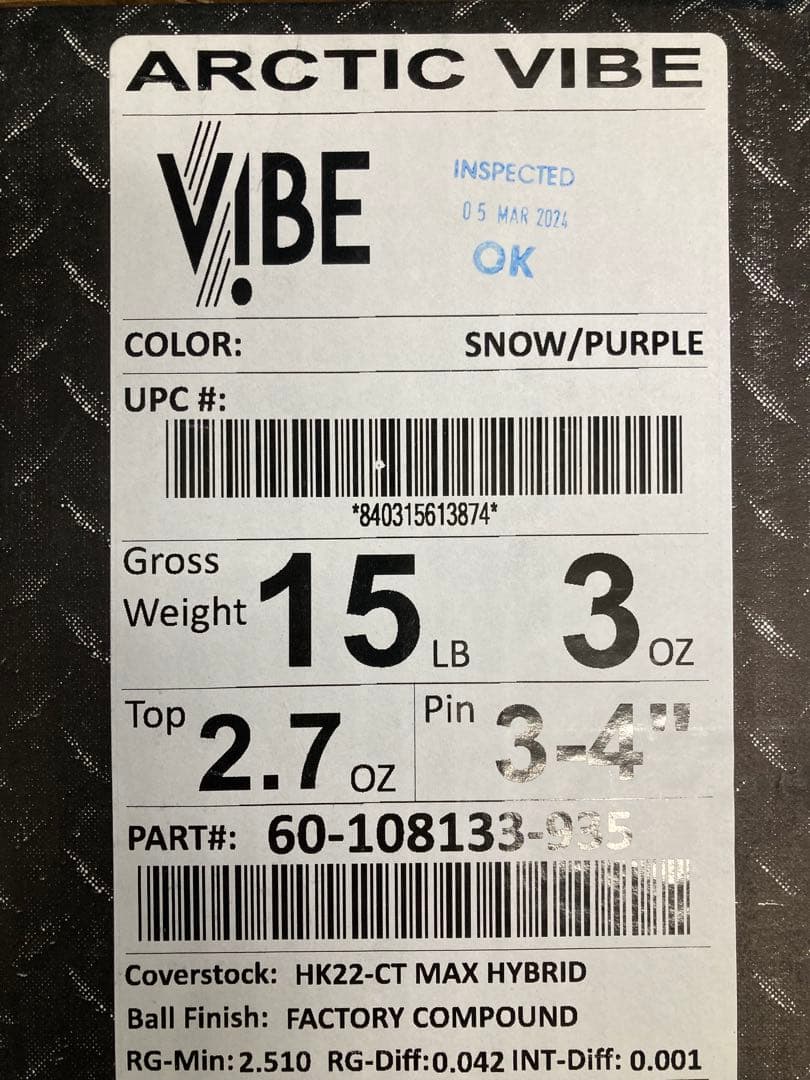 ARCTIC VIBE
VIBE
INSPECTED
05 MAR 2024
OK
COLOR: SNOW/PURPLE
UPC #:
*840315613874*
Gross Weight 15 LB 3 OZ
Top 2.7 OZ Pin 3-4"
PART#: 60-108133-935
Coverstock: HK22-CT MAX HYBRID
Ball Finish: FACTORY COMPOUND
RG-Min: 2.510 RG-Diff: 0.042 INT-Diff: 0.001